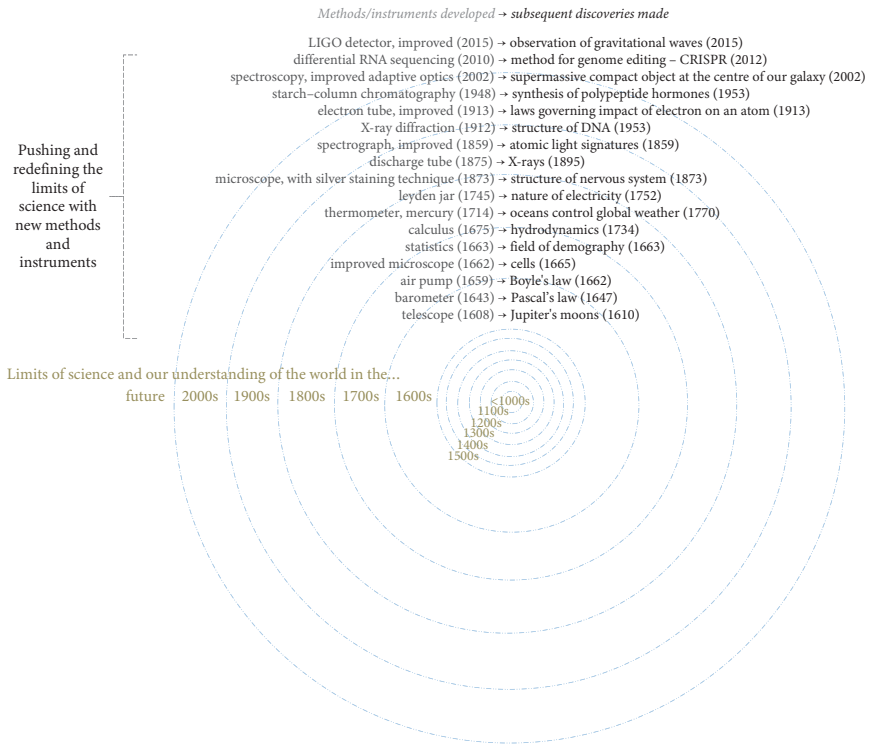 Methods/instruments developed → subsequent discoveries made
LIGO detector, improved (2015) → observation of gravitational waves (2015)
differential RNA sequencing (2010) → method for genome editing – CRISPR (2012)
spectroscopy, improved adaptive optics (2002) → supermassive compact object at the centre of our galaxy (2002)
starch–column chromatography (1948) → synthesis of polypeptide hormones (1953)
electron tube, improved (1913) → laws governing impact of electron on an atom (1913)
X-ray diffraction (1912) → structure of DNA (1953)
spectrograph, improved (1859) → atomic light signatures (1859)
discharge tube (1875) → X-rays (1895)
microscope, with silver staining technique (1873) → structure of nervous system (1873)
leyden jar (1745) → nature of electricity (1752)
thermometer, mercury (1714) → oceans control global weather (1770)
calculus (1675) → hydrodynamics (1734)
statistics (1663) → field of demography (1663)
improved microscope (1662) → cells (1665)
air pump (1659) → Boyle's law (1662)
barometer (1643) → Pascal's law (1647)
telescope (1608) → Jupiter's moons (1610)
Pushing and
redefining the
limits of
science with
new methods
and
instruments
Limits of science and our understanding of the world in the...
future 2000s 1900s 1800s 1700s 1600s <1000s
1100s
1200s
1300s
1400s
1500s